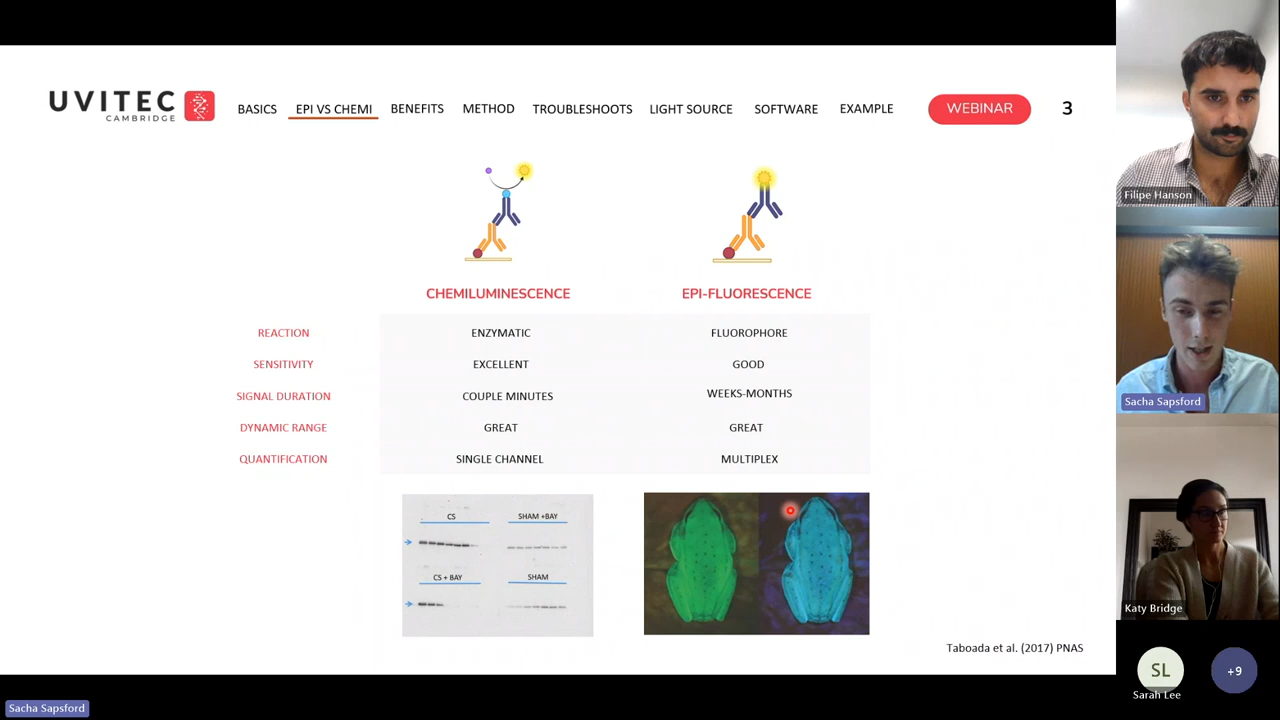 UVITEC
CAMBRIDGE
BASICS EPI VS CHEMI BENEFITS METHOD TROUBLESHOOTS LIGHT SOURCE SOFTWARE EXAMPLE WEBINAR 3
CHEMILUMINESCENCE EPI-FLUORESCENCE
REACTION ENZYMATIC FLUOROPHORE
SENSITIVITY EXCELLENT GOOD
SIGNAL DURATION COUPLE MINUTES WEEKS-MONTHS
DYNAMIC RANGE GREAT GREAT
QUANTIFICATION SINGLE CHANNEL MULTIPLEX
CS SHAM +BAY
CS + BAY SHAM
Taboada et al. (2017) PNAS
Filipe Hanson
Sacha Sapsford
Katy Bridge
SL +9
Sarah Lee
Sacha Sapsford